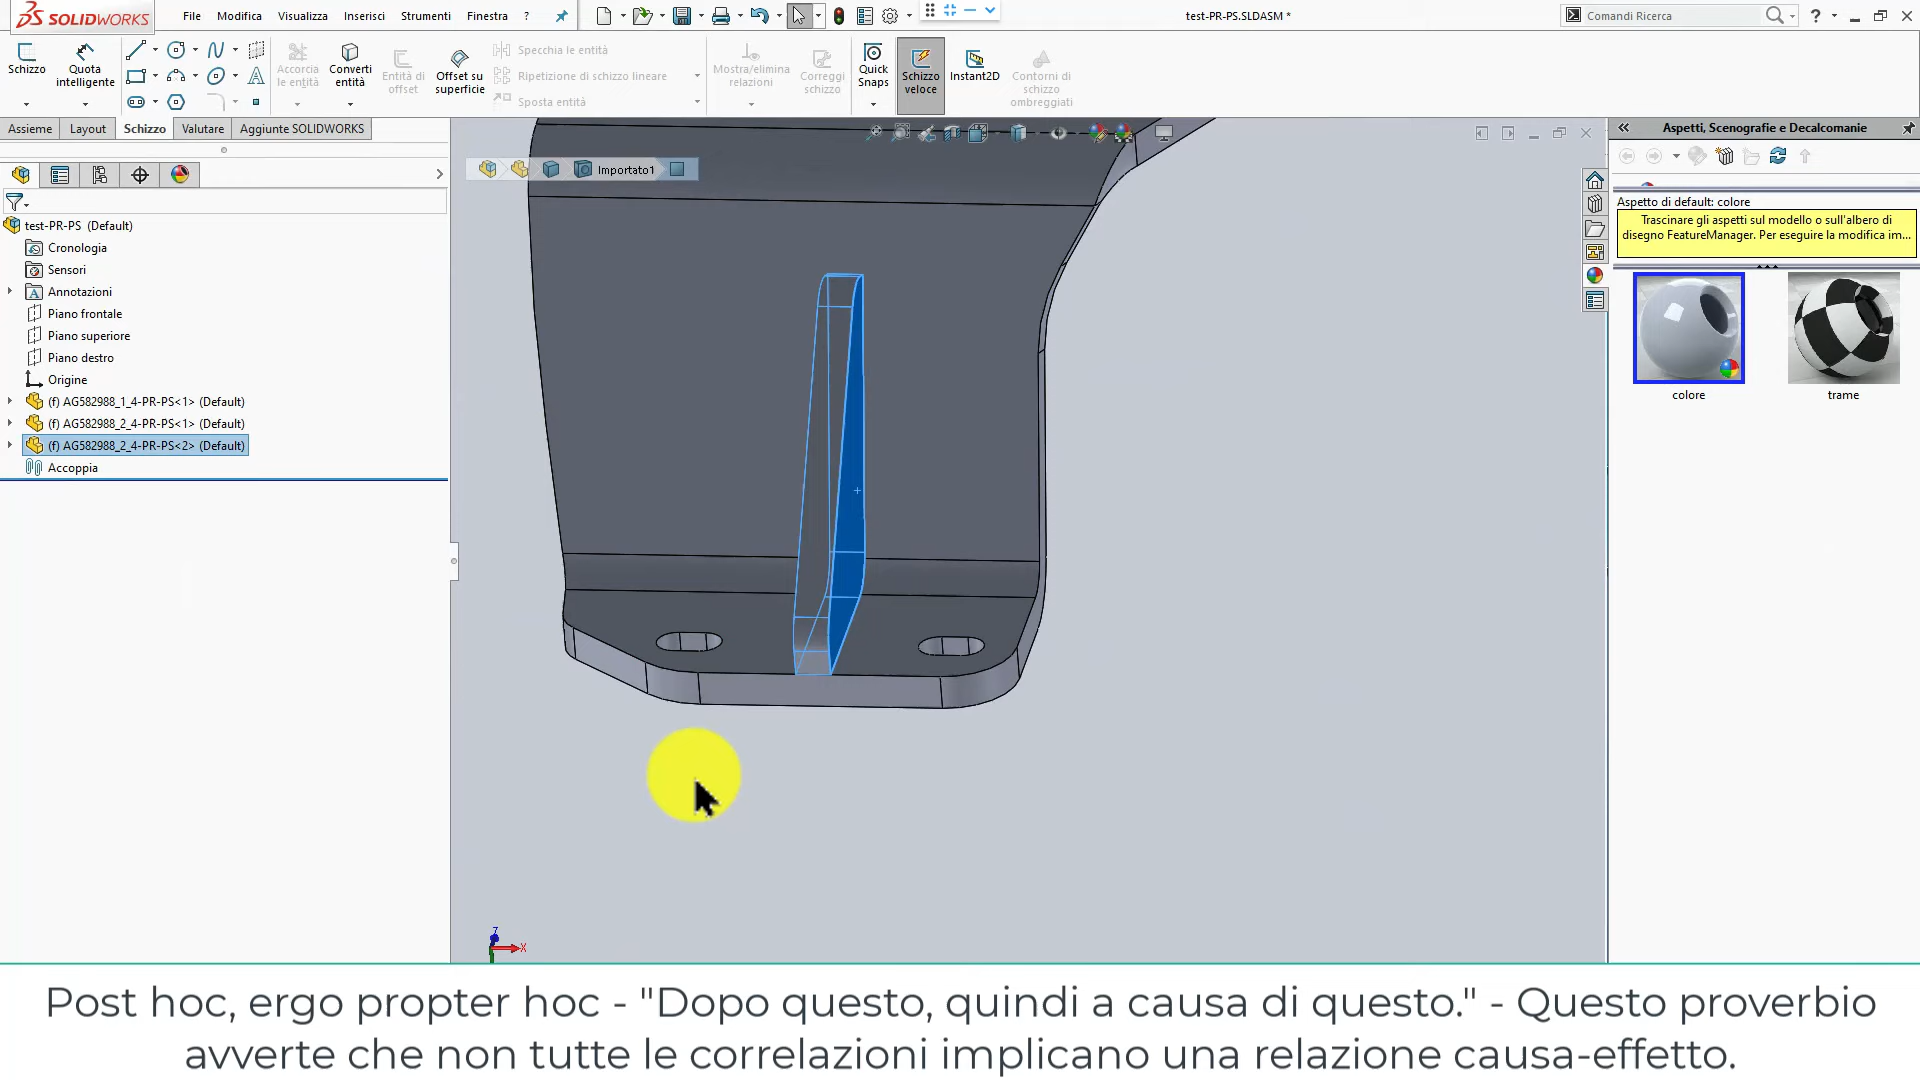 SOLIDWORKS
File Modifica Visualizza Inserisci Strumenti Finestra ?
test-PR-PS.SLDASM *
Comandi Ricerca
?
Schizzo
Quota intelligente
Accorcia le entità
Converti entità
Entità di offset
Offset su superficie
Specchia le entità
Ripetizione di schizzo lineare
Sposta entità
Mostra/elimina relazioni
Correggi schizzo
Quick Snaps
Schizzo veloce
Instant2D
Contorni di schizzo ombreggiati
Assieme Layout Schizzo Valutare Aggiunte SOLIDWORKS
Importato1
test-PR-PS (Default)
Cronologia
Sensori
Annotazioni
Piano frontale
Piano superiore
Piano destro
Origine
(f) AG582988_1_4-PR-PS<1> (Default)
(f) AG582988_2_4-PR-PS<1> (Default)
(f) AG582988_2_4-PR-PS<2> (Default)
Accoppia
Aspetti, Scenografie e Decalcomanie
Aspetto di default: colore
Trascinare gli aspetti sul modello o sull'albero di
disegno FeatureManager. Per eseguire la modifica im...
colore
trame
Z
X
Post hoc, ergo propter hoc - "Dopo questo, quindi a causa di questo." - Questo proverbio
avverte che non tutte le correlazioni implicano una relazione causa-effetto.